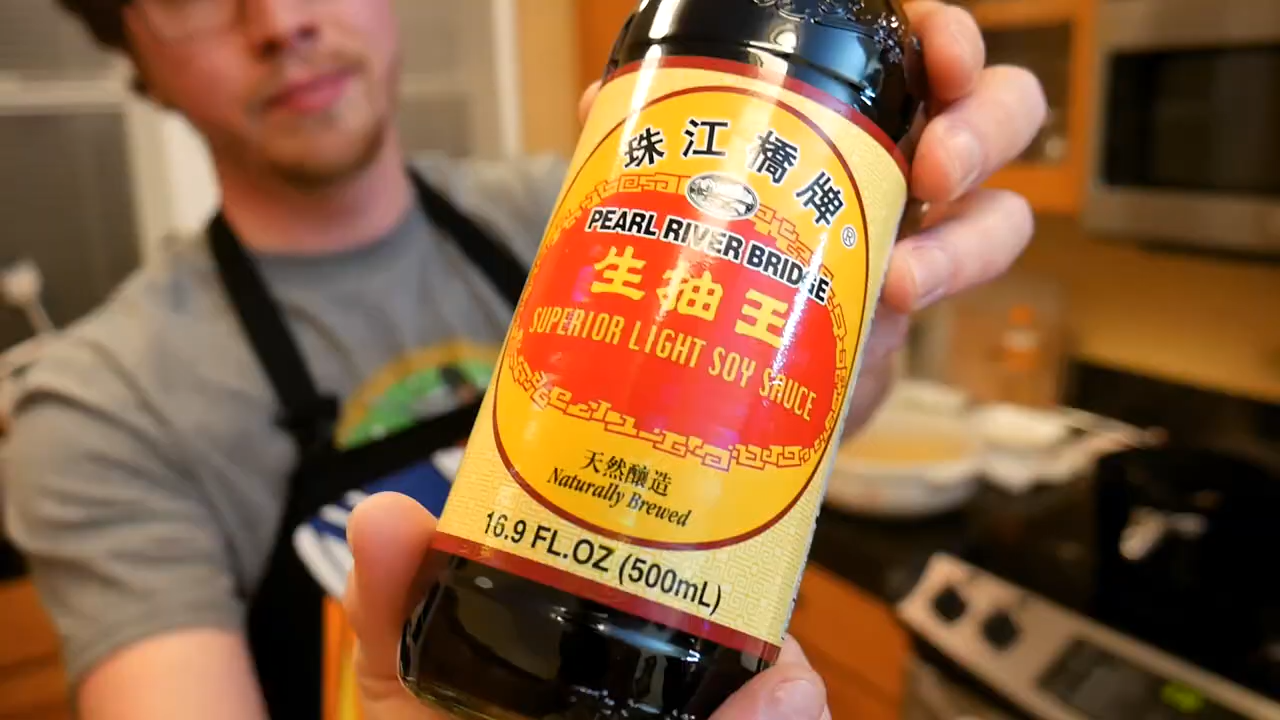 珠江橋牌®
PEARL RIVER BRIDGE
生抽王
SUPERIOR LIGHT SOY SAUCE
天然釀造
Naturally Brewed
16.9 FL.OZ (500mL)